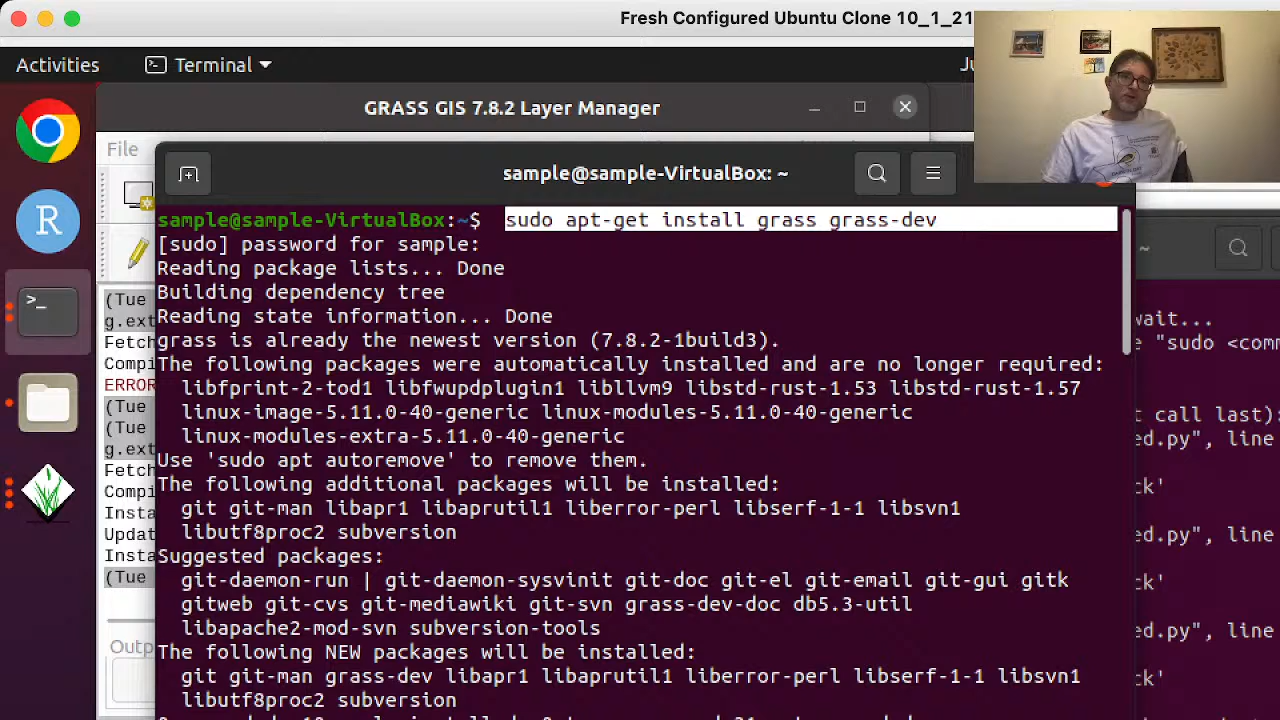 Fresh Configured Ubuntu Clone 10_1_21
Activities
Terminal
GRASS GIS 7.8.2 Layer Manager
File
sample@sample-VirtualBox: ~
sample@sample-VirtualBox:~$ sudo apt-get install grass grass-dev
[sudo] password for sample:
Reading package lists... Done
Building dependency tree
Reading state information... Done
grass is already the newest version (7.8.2-1build3).
The following packages were automatically installed and are no longer required:
libfprint-2-tod1 libfwupdplugin1 libllvm9 libstd-rust-1.53 libstd-rust-1.57
linux-image-5.11.0-40-generic linux-modules-5.11.0-40-generic
linux-modules-extra-5.11.0-40-generic
Use 'sudo apt autoremove' to remove them.
The following additional packages will be installed:
git git-man libapr1 libaprutil1 liberror-perl libserf-1-1 libsvn1
libutf8proc2 subversion
Suggested packages:
git-daemon-run | git-daemon-sysvinit git-doc git-el git-email git-gui gitk
gitweb git-cvs git-mediawiki git-svn grass-dev-doc db5.3-util
libapache2-mod-svn subversion-tools
The following NEW packages will be installed:
git git-man grass-dev libapr1 libaprutil1 liberror-perl libserf-1-1 libsvn1
libutf8proc2 subversion
(Tue
g.ext
Fetch
Compi
ERROR
(Tue
(Tue
g.ext
Fetch
Compi
Insta
Updat
Insta
(Tue
Outp
~
wait...
e "sudo <comm
t call last):
ed.py", line
ck'
ed.py", line
ck'
ed.py", line
ck'